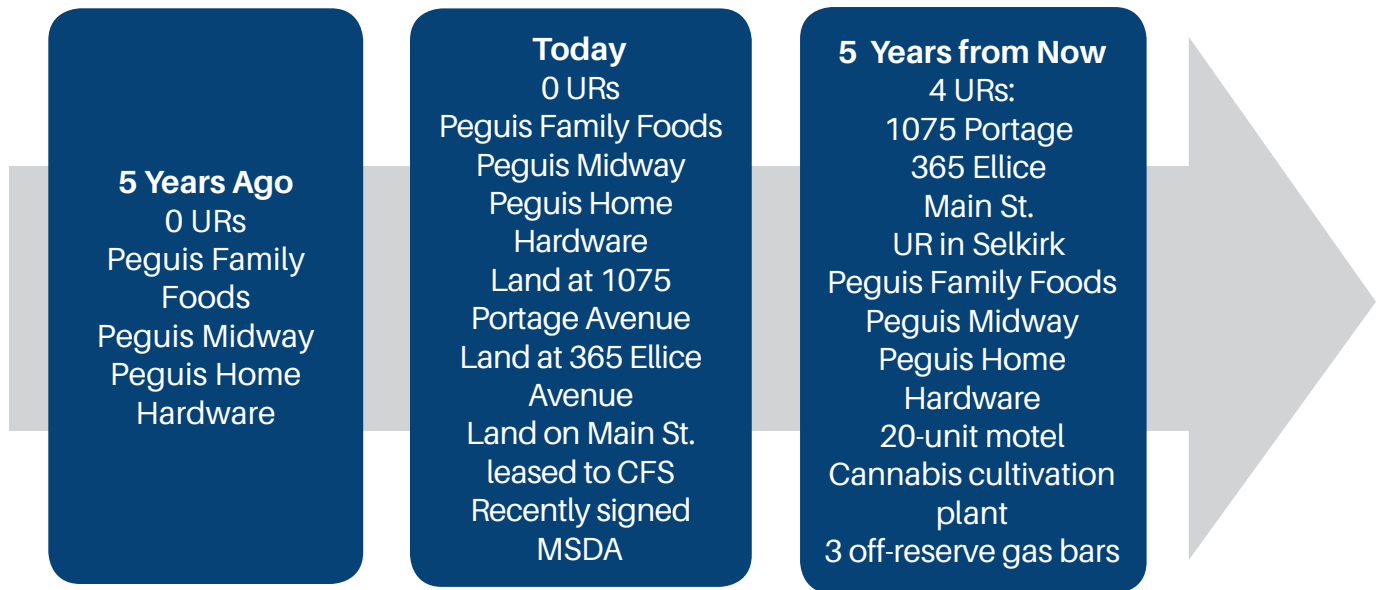 5 Years Ago
0 URs
Peguis Family
Foods
Peguis Midway
Peguis Home
Hardware
Today
0 URs
Peguis Family Foods
Peguis Midway
Peguis Home
Hardware
Land at 1075
Portage Avenue
Land at 365 Ellice
Avenue
Land on Main St.
leased to CFS
Recently signed
MSDA
5 Years from Now
4 URs:
1075 Portage
365 Ellice
Main St.
UR in Selkirk
Peguis Family Foods
Peguis Midway
Peguis Home
Hardware
20-unit motel
Cannabis cultivation
plant
3 off-reserve gas bars